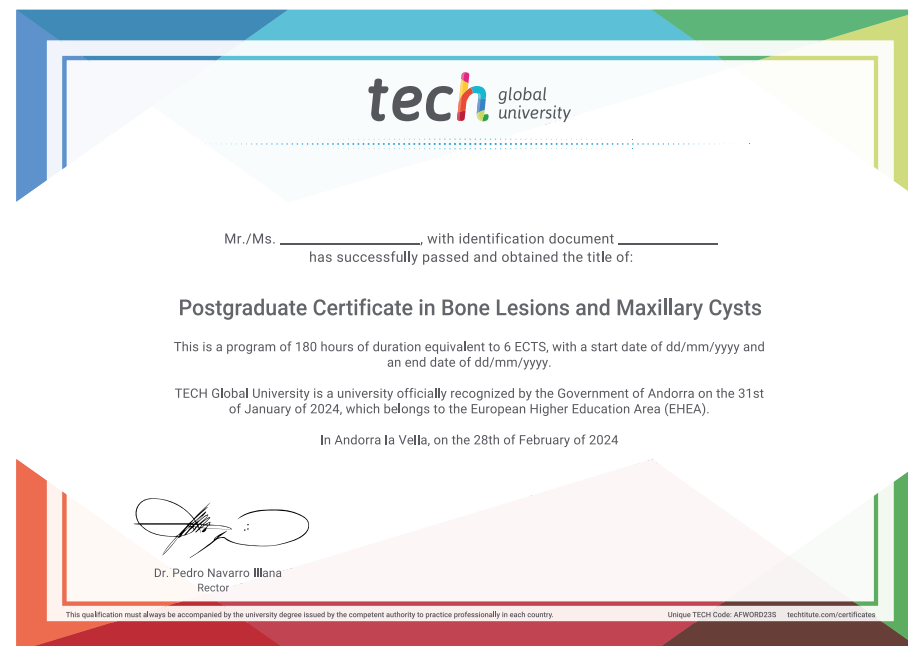 tech global university
Mr./Ms. ____________________, with identification document ______________
has successfully passed and obtained the title of:
Postgraduate Certificate in Bone Lesions and Maxillary Cysts
This is a program of 180 hours of duration equivalent to 6 ECTS, with a start date of dd/mm/yyyy and
an end date of dd/mm/yyyy.
TECH Global University is a university officially recognized by the Government of Andorra on the 31st
of January of 2024, which belongs to the European Higher Education Area (EHEA).
In Andorra la Vella, on the 28th of February of 2024
Dr. Pedro Navarro Illana
Rector
This qualification must always be accompanied by the university degree issued by the competent authority to practice professionally in each country.
Unique TECH Code: AFWORD23S techtitute.com/certificates